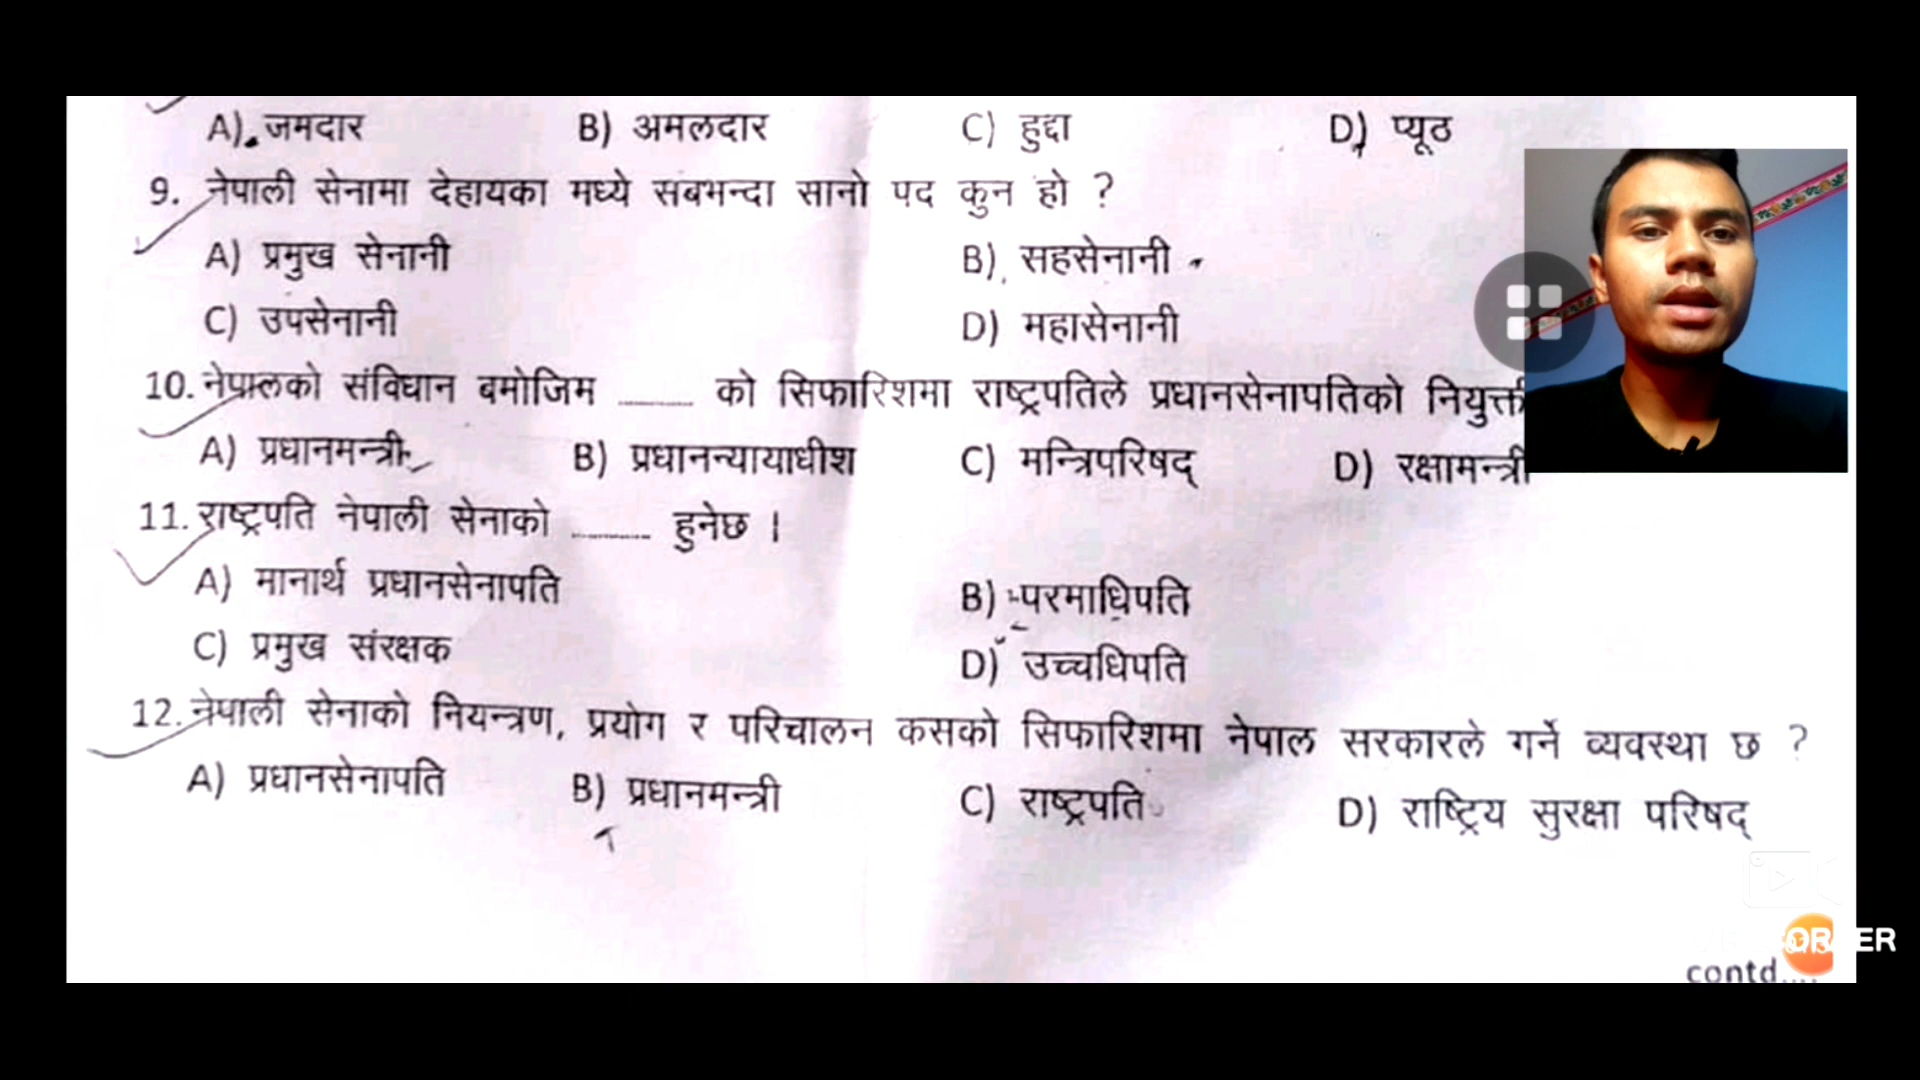 A) जमदार B) अमलदार C) हुद्दा D) प्यूठ
9. नेपाली सेनामा देहायका मध्ये सबभन्दा सानो पद कुन हो ?
A) प्रमुख सेनानी B) सहसेनानी
C) उपसेनानी D) महासेनानी
10. नेपालको संविधान बमोजिम ........ को सिफारिशमा राष्ट्रपतिले प्रधानसेनापतिको नियुक्ती
A) प्रधानमन्त्री B) प्रधानन्यायाधीश C) मन्त्रिपरिषद् D) रक्षामन्त्री
11. राष्ट्रपति नेपाली सेनाको ........ हुनेछ ।
A) मानार्थ प्रधानसेनापति B) परमाधिपति
C) प्रमुख संरक्षक D) उच्चधिपति
12. नेपाली सेनाको नियन्त्रण, प्रयोग र परिचालन कसको सिफारिशमा नेपाल सरकारले गर्ने व्यवस्था छ ?
A) प्रधानसेनापति B) प्रधानमन्त्री C) राष्ट्रपति D) राष्ट्रिय सुरक्षा परिषद्
contd....